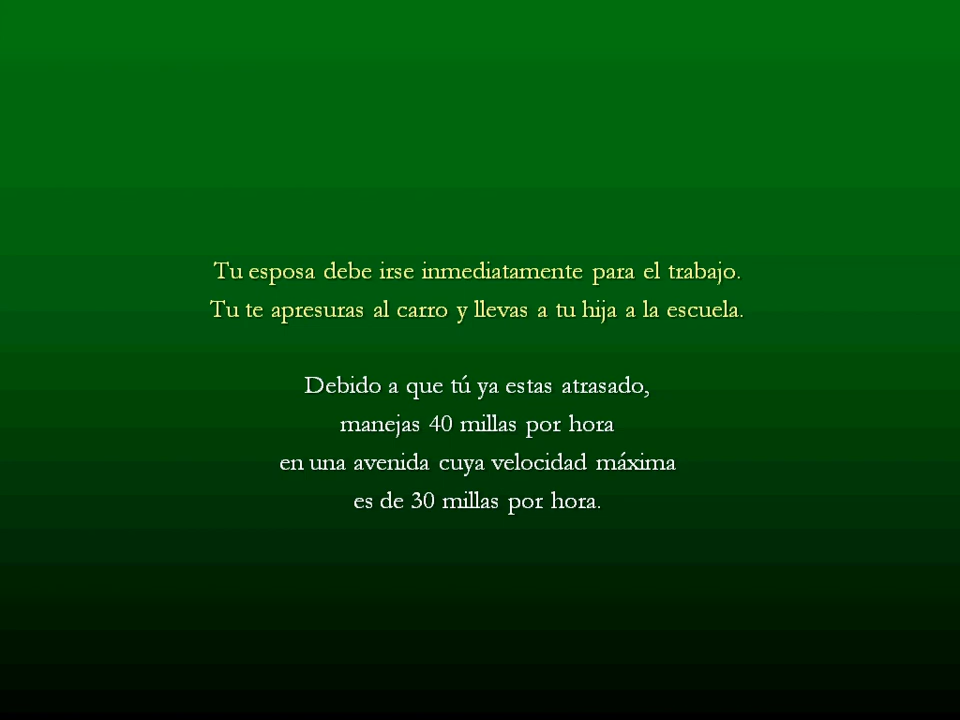 Tu esposa debe irse inmediatamente para el trabajo.
Tu te apresuras al carro y llevas a tu hija a la escuela.
Debido a que tú ya estas atrasado,
manejas 40 millas por hora
en una avenida cuya velocidad máxima
es de 30 millas por hora.